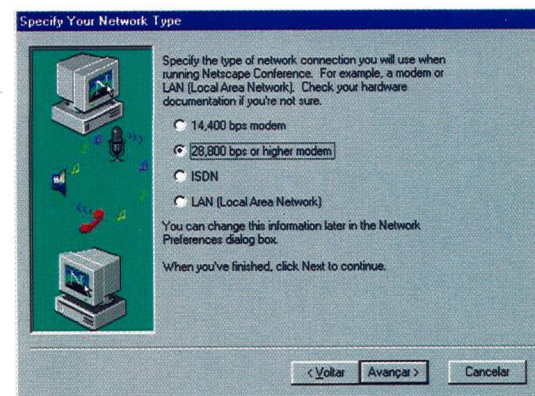 Specify Your Network Type
Specify the type of network connection you will use when
running Netscape Conference. For example, a modem or
LAN (Local Area Network). Check your hardware
documentation if you're not sure.
14,400 bps modem
28,800 bps or higher modem
ISDN
LAN (Local Area Network)
You can change this information later in the Network
Preferences dialog box.
When you've finished, click Next to continue.
< Voltar
Avançar >
Cancelar